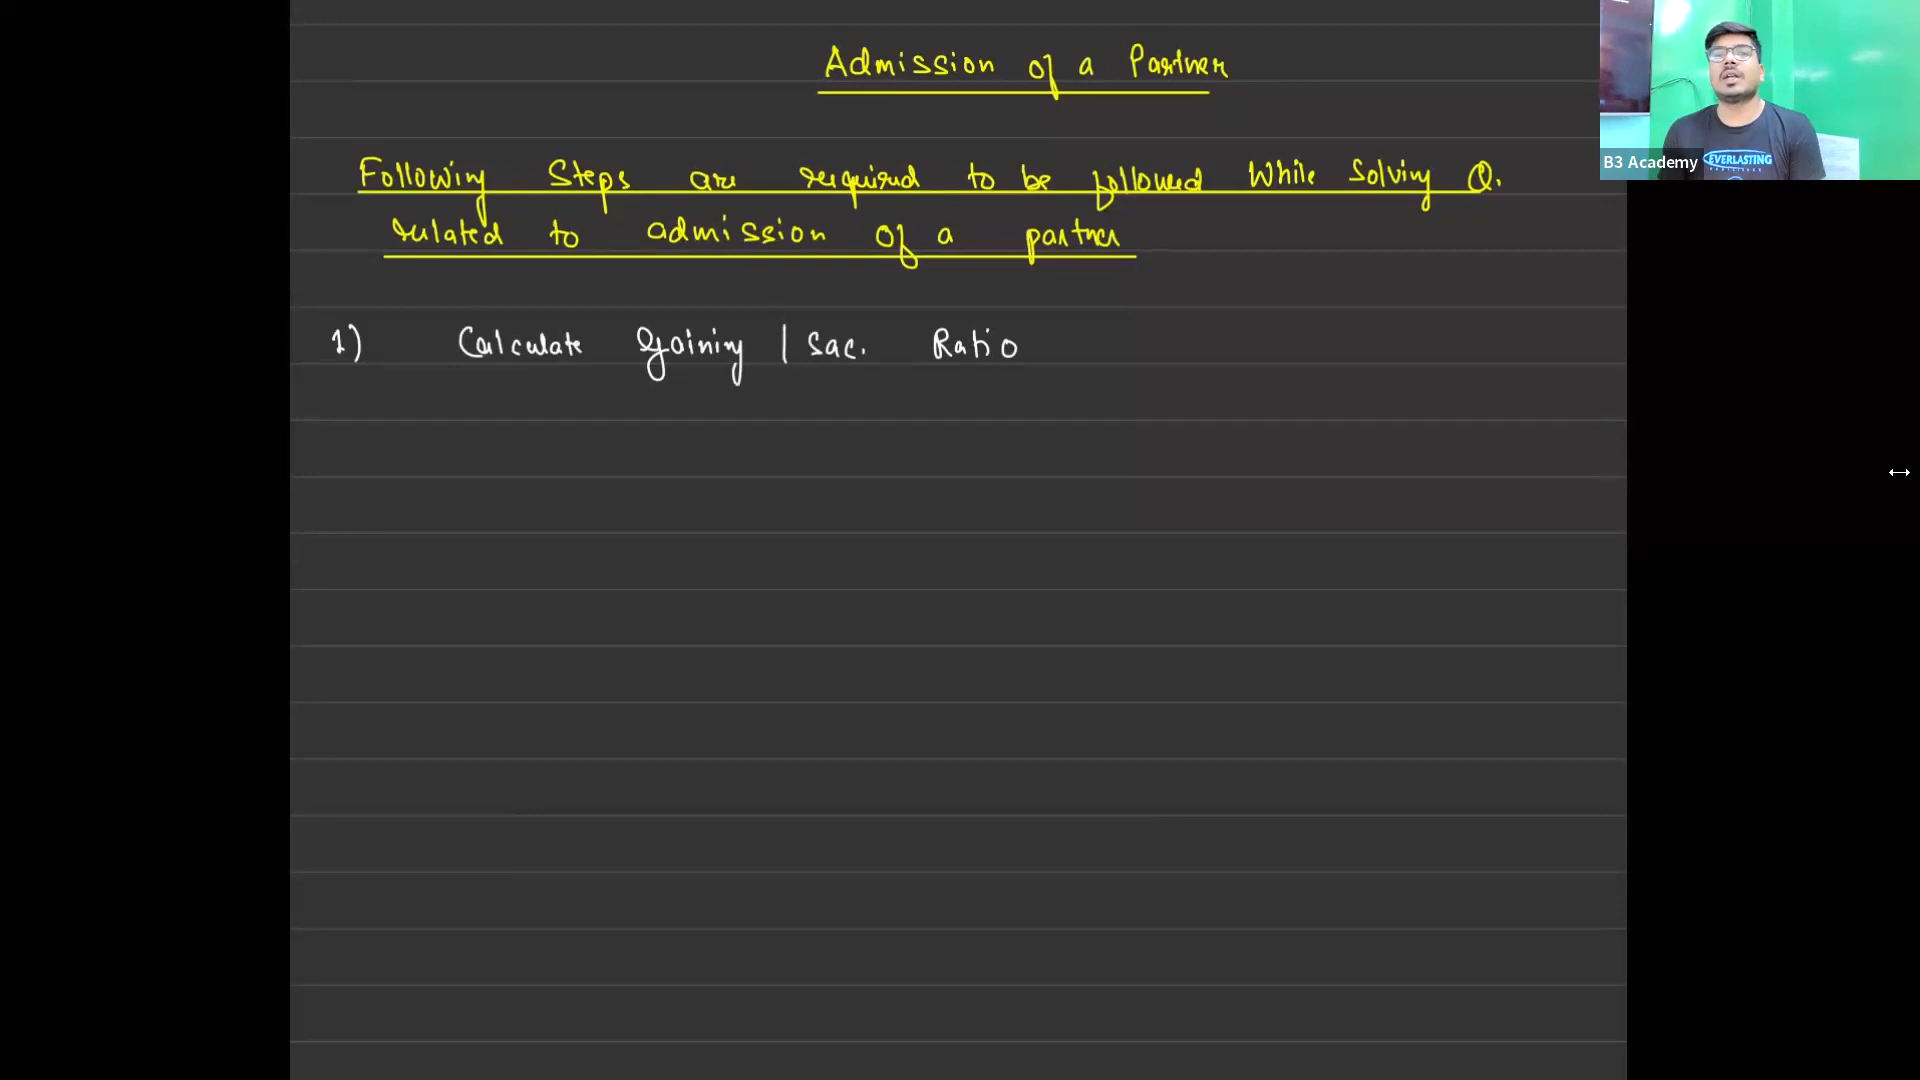 Admission of a Partner
Following Steps are required to be followed While Solving Q.
related to admission of a partner
1) Calculate Gaining | Sac. Ratio
B3 Academy
EVERLASTING